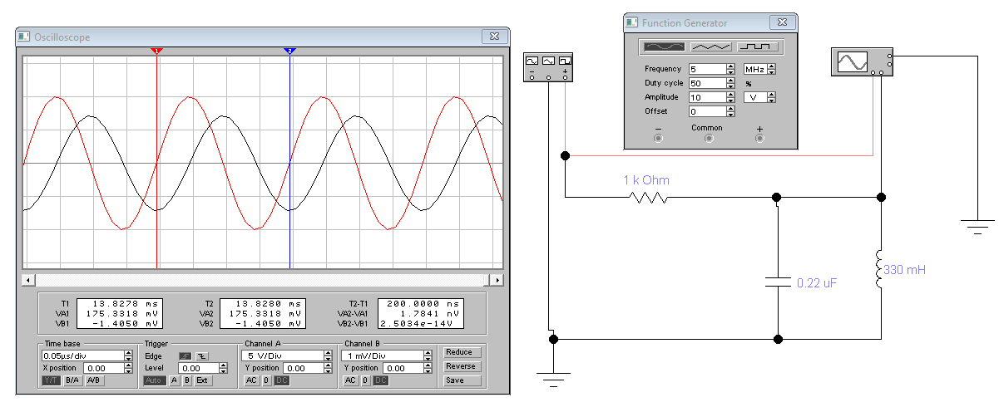 Oscilloscope
1
2
T1 13.8278 ms T2 13.8280 ms T2-T1 200.0000 ns
VA1 175.3318 mV VA2 175.3318 mV VA2-VA1 1.7841 nV
VB1 -1.4050 mV VB2 -1.4050 mV VB2-VB1 2.5034e-14V
Time base Trigger Channel A Channel B
0.05µs/div Edge 5 V/Div 1 mV/Div Reduce
X position 0.00 Level 0.00 Y position 0.00 Y position 0.00 Reverse
Y/T B/A A/B Auto A B Ext AC 0 DC AC 0 DC Save
Function Generator
Frequency 5 MHz
Duty cycle 50 %
Amplitude 10 V
Offset 0
− Common +
− +
1 k Ohm
0.22 uF
330 mH